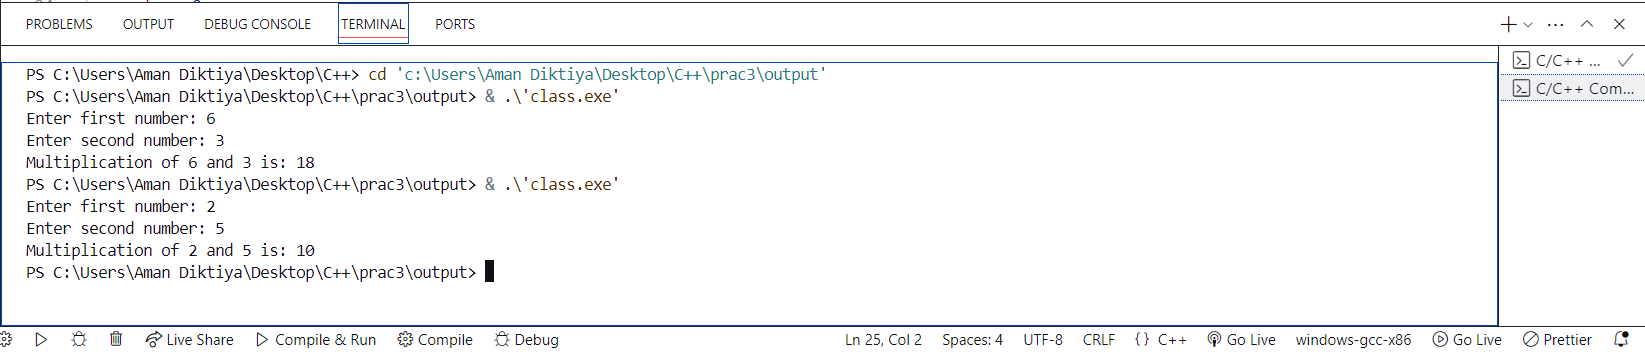 PROBLEMS OUTPUT DEBUG CONSOLE TERMINAL PORTS
PS C:\Users\Aman Diktiya\Desktop\C++> cd 'c:\Users\Aman Diktiya\Desktop\C++\prac3\output'
PS C:\Users\Aman Diktiya\Desktop\C++\prac3\output> & .\'class.exe'
Enter first number: 6
Enter second number: 3
Multiplication of 6 and 3 is: 18
PS C:\Users\Aman Diktiya\Desktop\C++\prac3\output> & .\'class.exe'
Enter first number: 2
Enter second number: 5
Multiplication of 2 and 5 is: 10
PS C:\Users\Aman Diktiya\Desktop\C++\prac3\output>
C/C++ ...
C/C++ Com...
Live Share Compile & Run Compile Debug Ln 25, Col 2 Spaces: 4 UTF-8 CRLF {} C++ Go Live windows-gcc-x86 Go Live Prettier